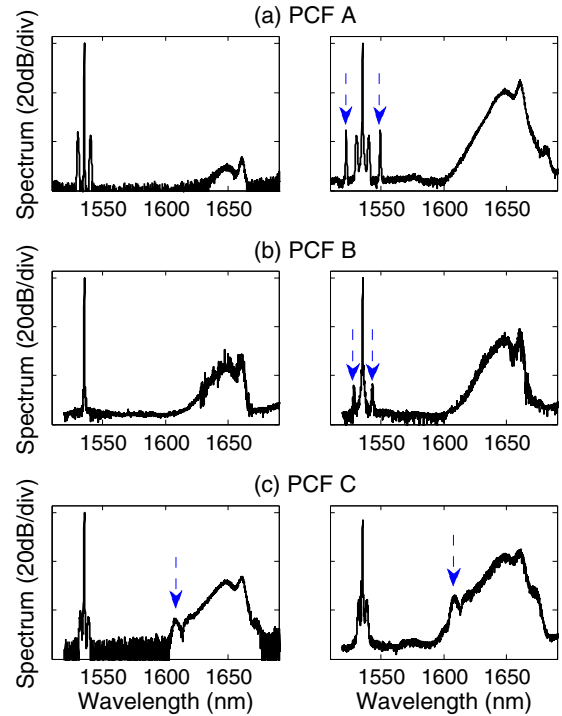 (a) PCF A
Spectrum (20dB/div)
1550 1600 1650
1550 1600 1650
(b) PCF B
Spectrum (20dB/div)
1550 1600 1650
1550 1600 1650
(c) PCF C
Spectrum (20dB/div)
1550 1600 1650
Wavelength (nm)
1550 1600 1650
Wavelength (nm)